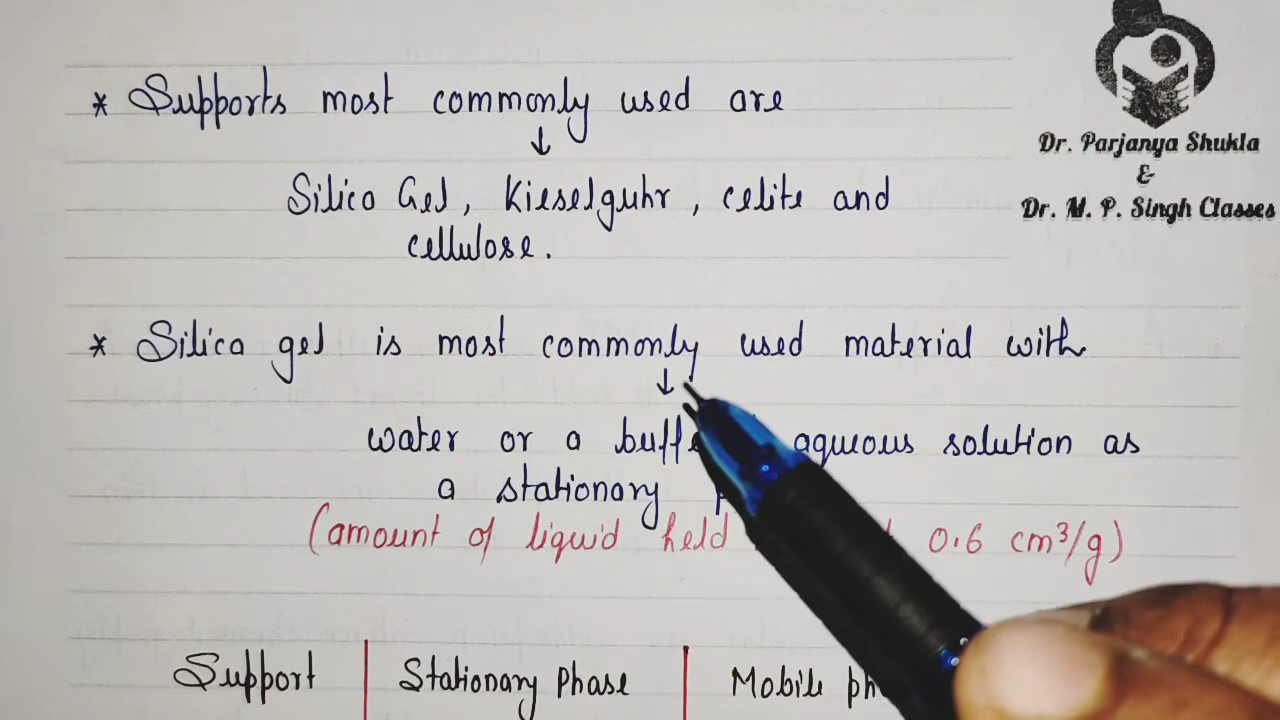 * Supports most commonly used are
↓
Silica Gel, Kieselguhr, celite and
cellulose.
* Silica gel is most commonly used material with
↓
water or a aqueous solution as
a stationary
(amount of liquid held 0.6 cm³/g)
Support | Stationary Phase | Mobile
Dr. Parjanya Shukla
&
Dr. M. P. Singh Classes